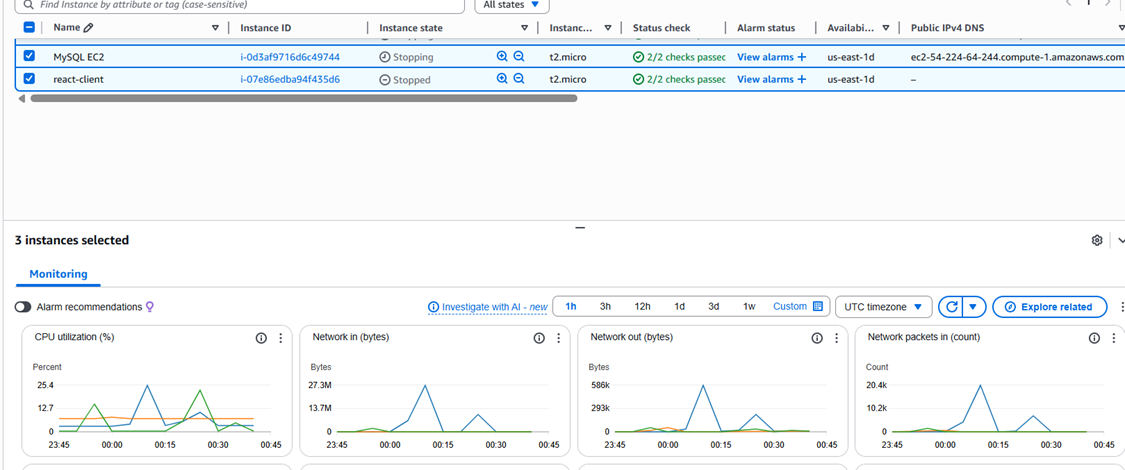 Find Instance by attribute or tag (case-sensitive) All states 1
Name Instance ID Instance state Instanc... Status check Alarm status Availabi... Public IPv4 DNS
MySQL EC2 i-0d3af9716d6c49744 Stopping t2.micro 2/2 checks passec View alarms + us-east-1d ec2-54-224-64-244.compute-1.amazonaws.com
react-client i-07e86edba94f435d6 Stopped t2.micro 2/2 checks passec View alarms + us-east-1d –
3 instances selected
Monitoring
Alarm recommendations Investigate with AI - new 1h 3h 12h 1d 3d 1w Custom UTC timezone Explore related
CPU utilization (%) Network in (bytes) Network out (bytes) Network packets in (count)
Percent Bytes Bytes Count
25.4 27.3M 586k 20.4k
12.7 13.7M 293k 10.2k
0 0 0 0
23:45 00:00 00:15 00:30 00:45 23:45 00:00 00:15 00:30 00:45 23:45 00:00 00:15 00:30 00:45 23:45 00:00 00:15 00:30 00:45